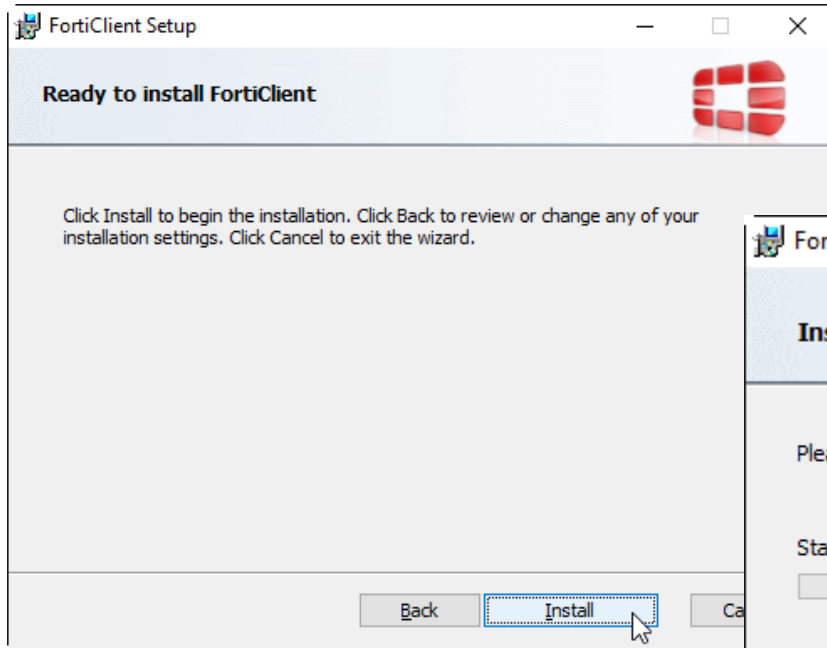 FortiClient Setup
Ready to install FortiClient
Click Install to begin the installation. Click Back to review or change any of your
installation settings. Click Cancel to exit the wizard.
Back
Install